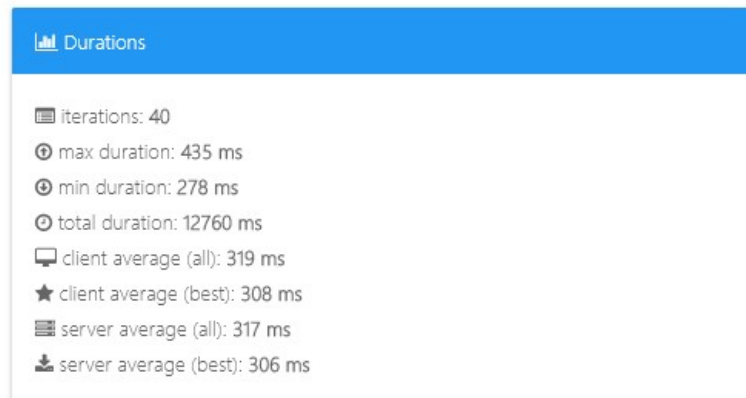 Durations
iterations: 40
max duration: 435 ms
min duration: 278 ms
total duration: 12760 ms
client average (all): 319 ms
client average (best): 308 ms
server average (all): 317 ms
server average (best): 306 ms